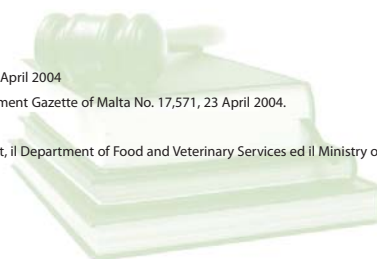 April 2004
ment Gazette of Malta No. 17,571, 23 April 2004.
t, il Department of Food and Veterinary Services ed il Ministry o